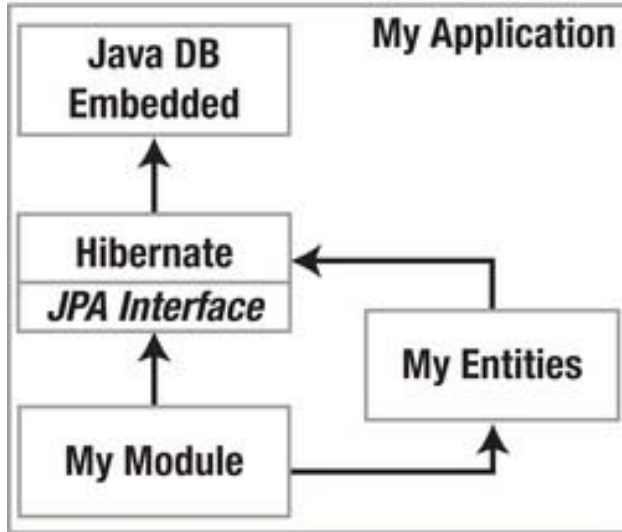 My Application
Java DB
Embedded
Hibernate
JPA Interface
My Entities
My Module